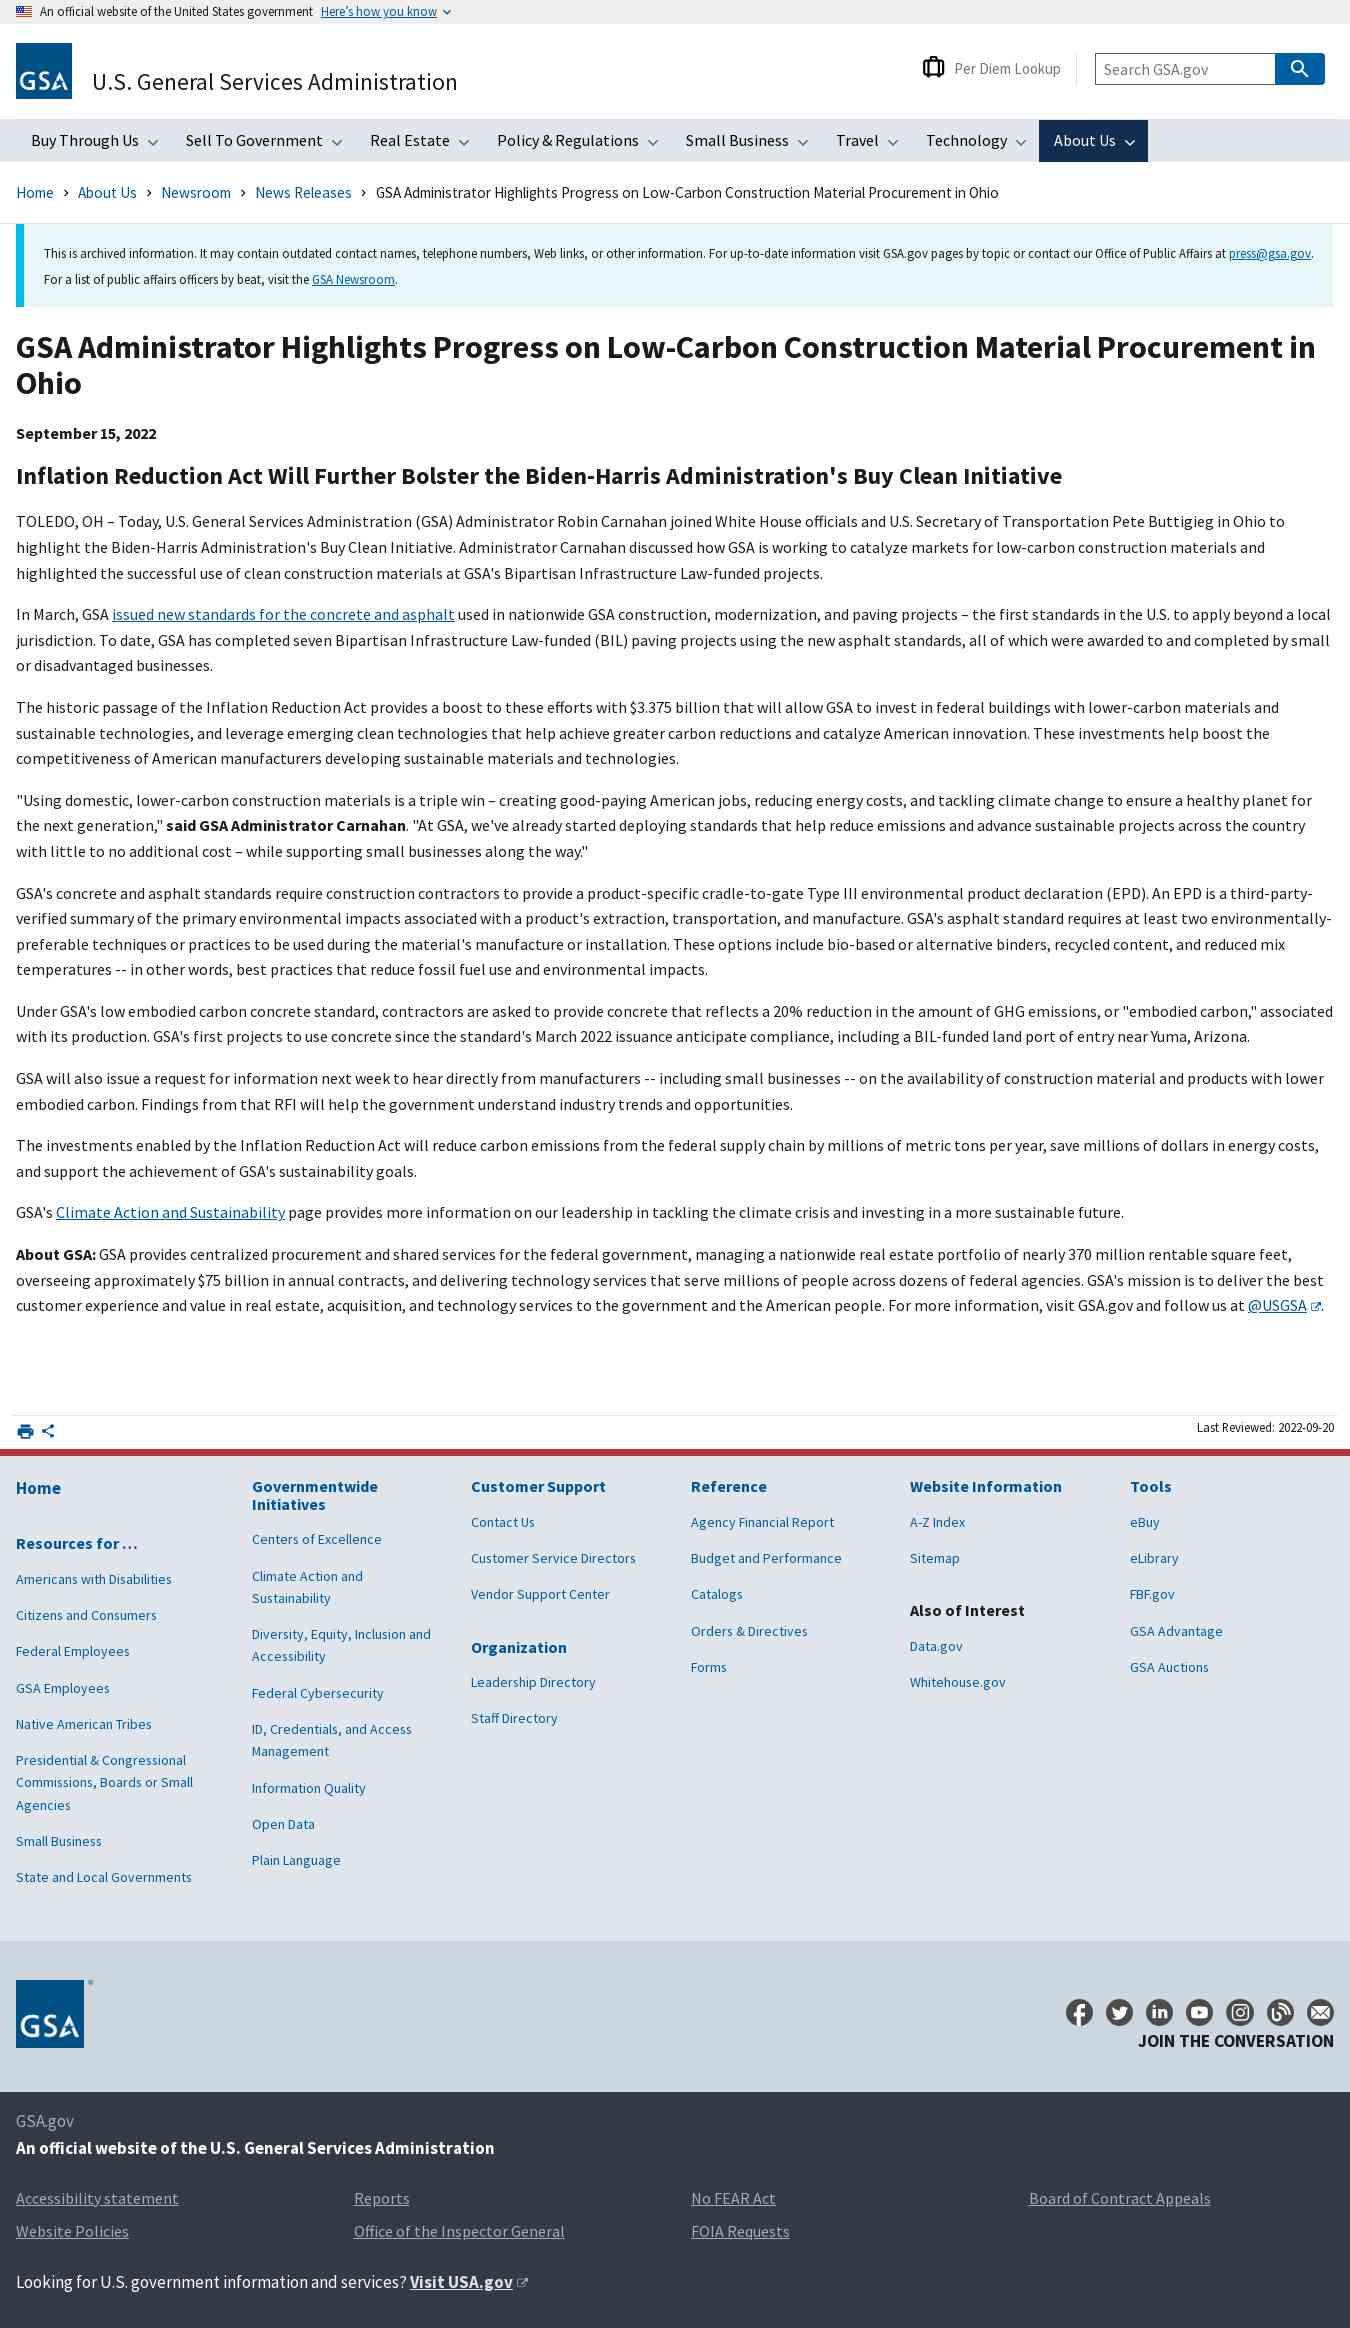 An official website of the United States government Here's how you know
GSA
U.S. General Services Administration
Per Diem Lookup
Search GSA.gov
Buy Through Us
Sell To Government
Real Estate
Policy & Regulations
Small Business
Travel
Technology
About Us
Home > About Us > Newsroom > News Releases > GSA Administrator Highlights Progress on Low-Carbon Construction Material Procurement in Ohio
This is archived information. It may contain outdated contact names, telephone numbers, Web links, or other information. For up-to-date information visit GSA.gov pages by topic or contact our Office of Public Affairs at press@gsa.gov.
For a list of public affairs officers by beat, visit the GSA Newsroom.
GSA Administrator Highlights Progress on Low-Carbon Construction Material Procurement in
Ohio
September 15, 2022
Inflation Reduction Act Will Further Bolster the Biden-Harris Administration's Buy Clean Initiative
TOLEDO, OH – Today, U.S. General Services Administration (GSA) Administrator Robin Carnahan joined White House officials and U.S. Secretary of Transportation Pete Buttigieg in Ohio to
highlight the Biden-Harris Administration's Buy Clean Initiative. Administrator Carnahan discussed how GSA is working to catalyze markets for low-carbon construction materials and
highlighted the successful use of clean construction materials at GSA's Bipartisan Infrastructure Law-funded projects.
In March, GSA issued new standards for the concrete and asphalt used in nationwide GSA construction, modernization, and paving projects – the first standards in the U.S. to apply beyond a local
jurisdiction. To date, GSA has completed seven Bipartisan Infrastructure Law-funded (BIL) paving projects using the new asphalt standards, all of which were awarded to and completed by small
or disadvantaged businesses.
The historic passage of the Inflation Reduction Act provides a boost to these efforts with $3.375 billion that will allow GSA to invest in federal buildings with lower-carbon materials and
sustainable technologies, and leverage emerging clean technologies that help achieve greater carbon reductions and catalyze American innovation. These investments help boost the
competitiveness of American manufacturers developing sustainable materials and technologies.
"Using domestic, lower-carbon construction materials is a triple win – creating good-paying American jobs, reducing energy costs, and tackling climate change to ensure a healthy planet for
the next generation," said GSA Administrator Carnahan. "At GSA, we've already started deploying standards that help reduce emissions and advance sustainable projects across the country
with little to no additional cost – while supporting small businesses along the way."
GSA's concrete and asphalt standards require construction contractors to provide a product-specific cradle-to-gate Type III environmental product declaration (EPD). An EPD is a third-party-
verified summary of the primary environmental impacts associated with a product's extraction, transportation, and manufacture. GSA's asphalt standard requires at least two environmentally-
preferable techniques or practices to be used during the material's manufacture or installation. These options include bio-based or alternative binders, recycled content, and reduced mix
temperatures -- in other words, best practices that reduce fossil fuel use and environmental impacts.
Under GSA's low embodied carbon concrete standard, contractors are asked to provide concrete that reflects a 20% reduction in the amount of GHG emissions, or "embodied carbon," associated
with its production. GSA's first projects to use concrete since the standard's March 2022 issuance anticipate compliance, including a BIL-funded land port of entry near Yuma, Arizona.
GSA will also issue a request for information next week to hear directly from manufacturers -- including small businesses -- on the availability of construction material and products with lower
embodied carbon. Findings from that RFI will help the government understand industry trends and opportunities.
The investments enabled by the Inflation Reduction Act will reduce carbon emissions from the federal supply chain by millions of metric tons per year, save millions of dollars in energy costs,
and support the achievement of GSA's sustainability goals.
GSA's Climate Action and Sustainability page provides more information on our leadership in tackling the climate crisis and investing in a more sustainable future.
About GSA: GSA provides centralized procurement and shared services for the federal government, managing a nationwide real estate portfolio of nearly 370 million rentable square feet,
overseeing approximately $75 billion in annual contracts, and delivering technology services that serve millions of people across dozens of federal agencies. GSA's mission is to deliver the best
customer experience and value in real estate, acquisition, and technology services to the government and the American people. For more information, visit GSA.gov and follow us at @USGSA.
Last Reviewed: 2022-09-20
Home
Resources for …
Americans with Disabilities
Citizens and Consumers
Federal Employees
GSA Employees
Native American Tribes
Presidential & Congressional
Commissions, Boards or Small
Agencies
Small Business
State and Local Governments
Governmentwide
Initiatives
Centers of Excellence
Climate Action and
Sustainability
Diversity, Equity, Inclusion and
Accessibility
Federal Cybersecurity
ID, Credentials, and Access
Management
Information Quality
Open Data
Plain Language
Customer Support
Contact Us
Customer Service Directors
Vendor Support Center
Organization
Leadership Directory
Staff Directory
Reference
Agency Financial Report
Budget and Performance
Catalogs
Orders & Directives
Forms
Website Information
A-Z Index
Sitemap
Also of Interest
Data.gov
Whitehouse.gov
Tools
eBuy
eLibrary
FBF.gov
GSA Advantage
GSA Auctions
GSA
JOIN THE CONVERSATION
GSA.gov
An official website of the U.S. General Services Administration
Accessibility statement
Reports
No FEAR Act
Board of Contract Appeals
Website Policies
Office of the Inspector General
FOIA Requests
Looking for U.S. government information and services? Visit USA.gov